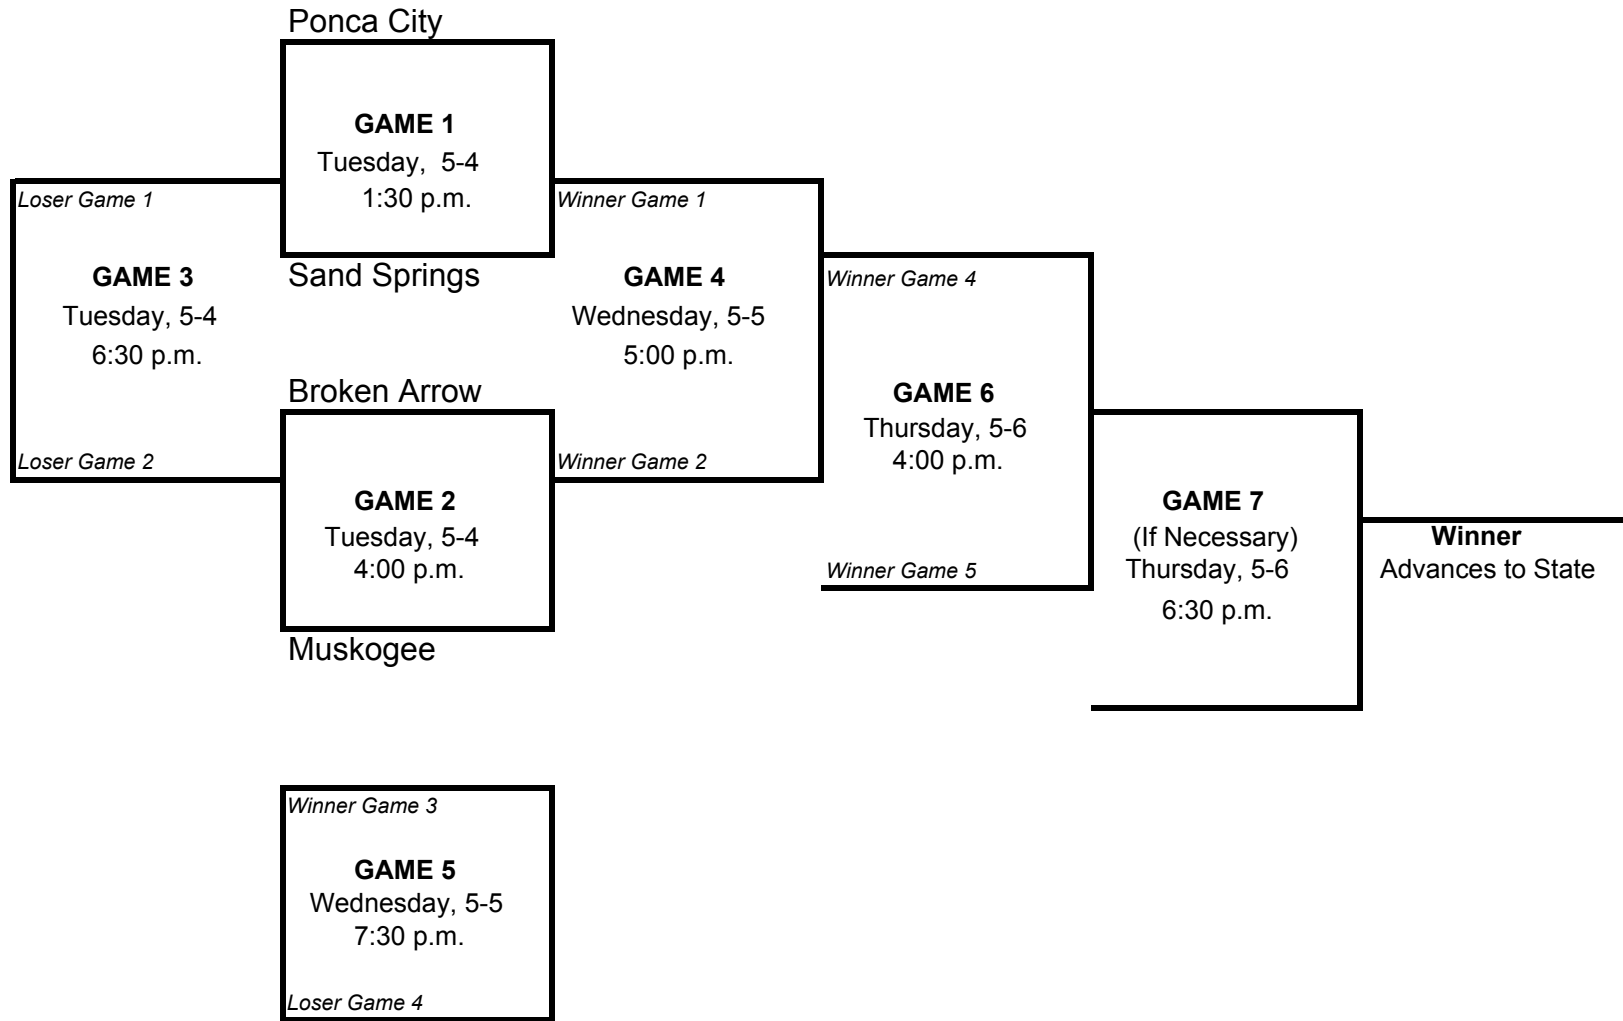 Ponca City
GAME 1
Tuesday, 5-4
1:30 p.m.
Sand Springs
Loser Game 1
GAME 3
Tuesday, 5-4
6:30 p.m.
Loser Game 2
Broken Arrow
GAME 2
Tuesday, 5-4
4:00 p.m.
Muskogee
Winner Game 1
GAME 4
Wednesday, 5-5
5:00 p.m.
Winner Game 2
Winner Game 4
GAME 6
Thursday, 5-6
4:00 p.m.
Winner Game 5
GAME 7
(If Necessary)
Thursday, 5-6
6:30 p.m.
Winner
Advances to State
Winner Game 3
GAME 5
Wednesday, 5-5
7:30 p.m.
Loser Game 4